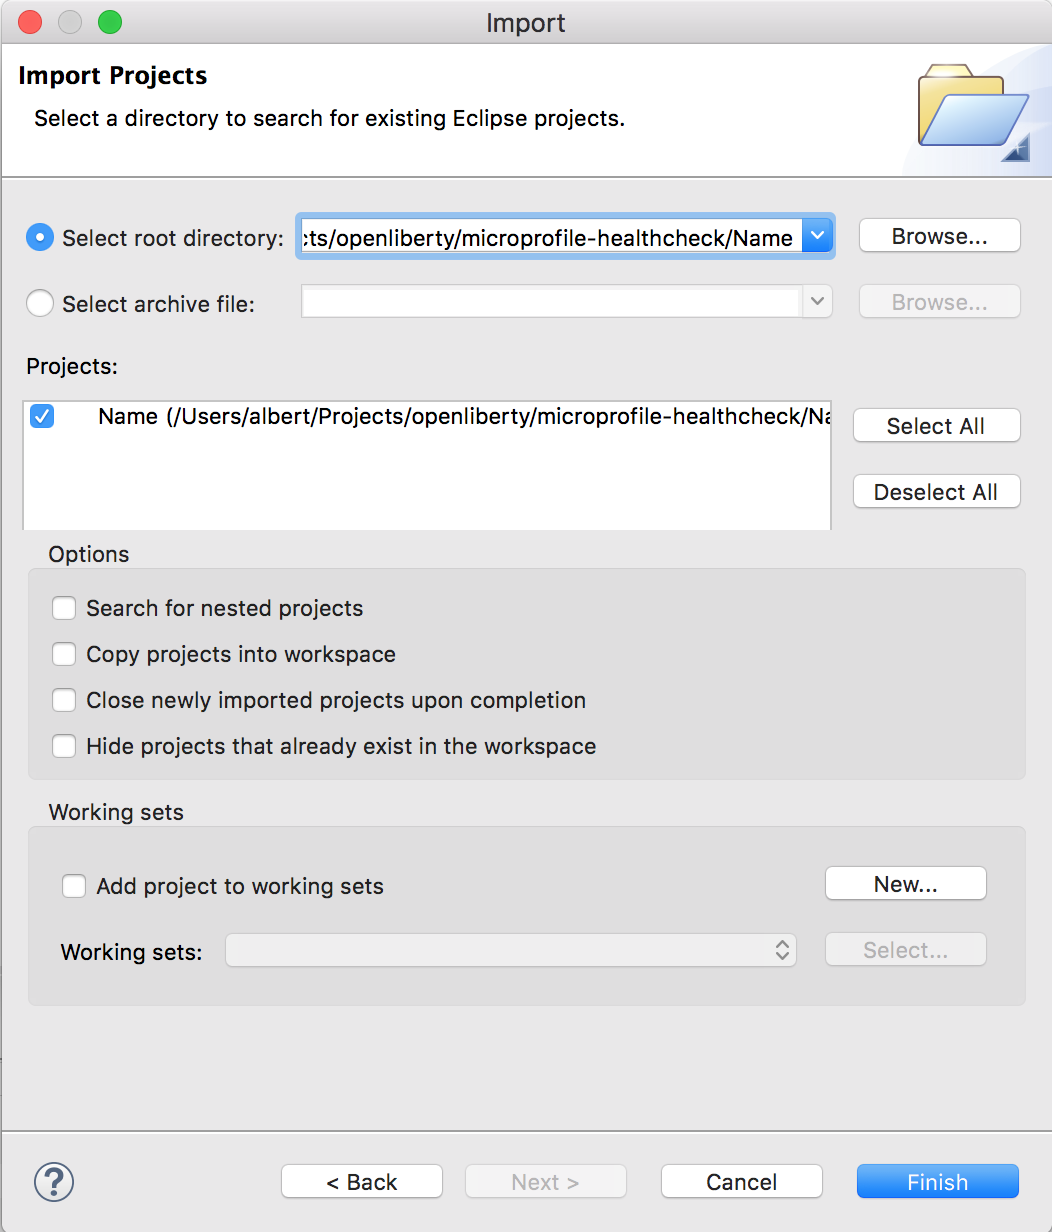 Import
Import Projects
Select a directory to search for existing Eclipse projects.
Select root directory: cts/openliberty/microprofile-healthcheck/Name Browse...
Select archive file: Browse...
Projects:
Name (/Users/albert/Projects/openliberty/microprofile-healthcheck/Na
Select All
Deselect All
Options
Search for nested projects
Copy projects into workspace
Close newly imported projects upon completion
Hide projects that already exist in the workspace
Working sets
Add project to working sets New...
Working sets: Select...
? < Back Next > Cancel Finish